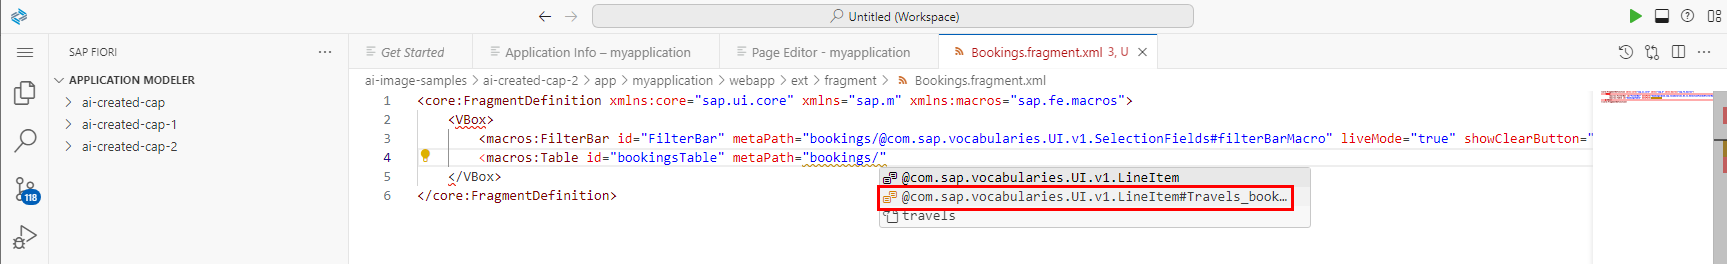 Untitled (Workspace)
SAP FIORI
Get Started
Application Info – myapplication
Page Editor - myapplication
Bookings.fragment.xml 3, U
APPLICATION MODELER
ai-image-samples > ai-created-cap-2 > app > myapplication > webapp > ext > fragment > Bookings.fragment.xml
ai-created-cap
ai-created-cap-1
ai-created-cap-2
1 <core:FragmentDefinition xmlns:core="sap.ui.core" xmlns="sap.m" xmlns:macros="sap.fe.macros">
2 <VBox>
3 <macros:FilterBar id="FilterBar" metaPath="bookings/@com.sap.vocabularies.UI.v1.SelectionFields#filterBarMacro" liveMode="true" showClearButton="
4 <macros:Table id="bookingsTable" metaPath="bookings/"
5 </VBox>
6 </core:FragmentDefinition>
@com.sap.vocabularies.UI.v1.LineItem
@com.sap.vocabularies.UI.v1.LineItem#Travels_book…
travels
118